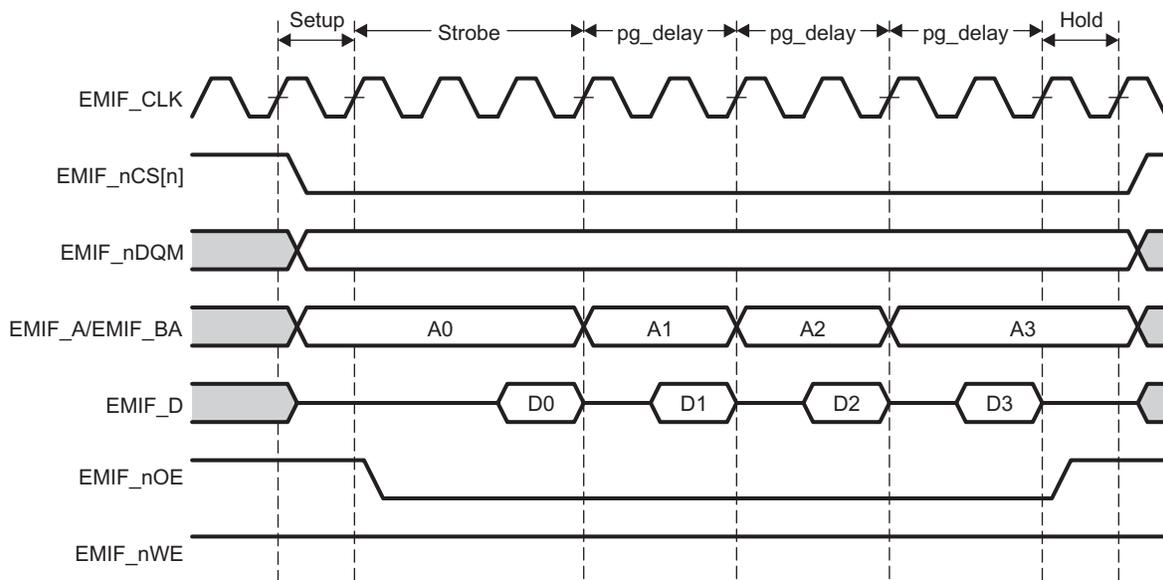 Setup
Strobe
pg_delay
pg_delay
pg_delay
Hold
EMIF_CLK
EMIF_nCS[n]
EMIF_nDQM
EMIF_A/EMIF_BA
A0
A1
A2
A3
EMIF_D
D0
D1
D2
D3
EMIF_nOE
EMIF_nWE